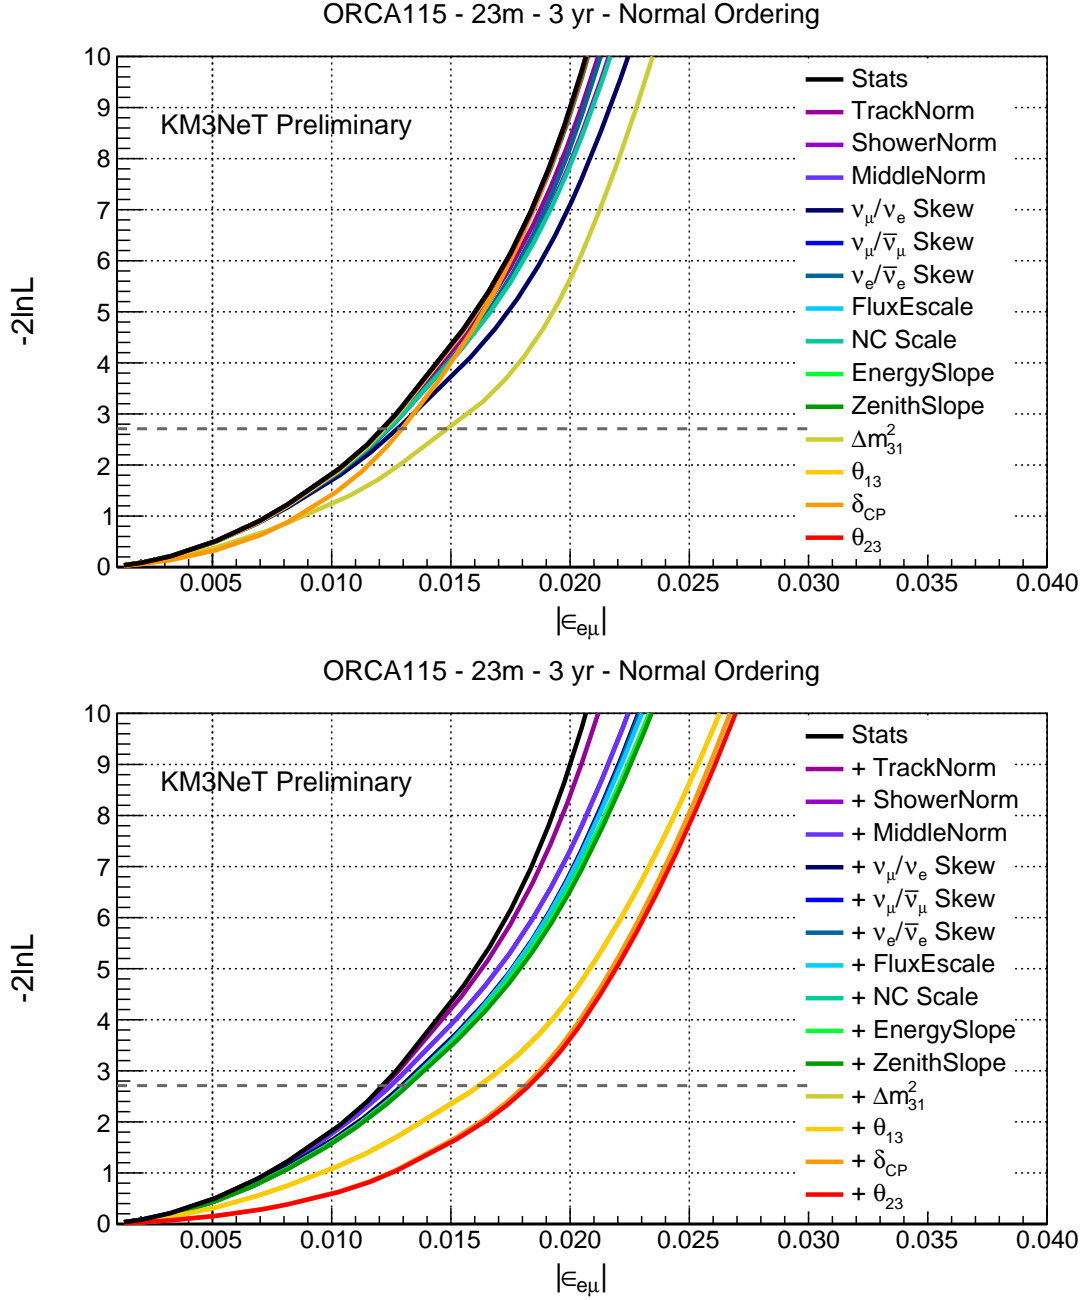 ORCA115 - 23m - 3 yr - Normal Ordering
10
9
8
7
6
5
4
3
2
1
0
-2lnL
KM3NeT Preliminary
Stats
TrackNorm
ShowerNorm
MiddleNorm
νμ/νe Skew
νμ/ν̅μ Skew
νe/ν̅e Skew
FluxEscale
NC Scale
EnergySlope
ZenithSlope
Δm²31
θ13
δCP
θ23
0.005 0.010 0.015 0.020 0.025 0.030 0.035 0.040
|∈eμ|
ORCA115 - 23m - 3 yr - Normal Ordering
10
9
8
7
6
5
4
3
2
1
0
-2lnL
KM3NeT Preliminary
Stats
+ TrackNorm
+ ShowerNorm
+ MiddleNorm
+ νμ/νe Skew
+ νμ/ν̅μ Skew
+ νe/ν̅e Skew
+ FluxEscale
+ NC Scale
+ EnergySlope
+ ZenithSlope
+ Δm²31
+ θ13
+ δCP
+ θ23
0.005 0.010 0.015 0.020 0.025 0.030 0.035 0.040
|∈eμ|